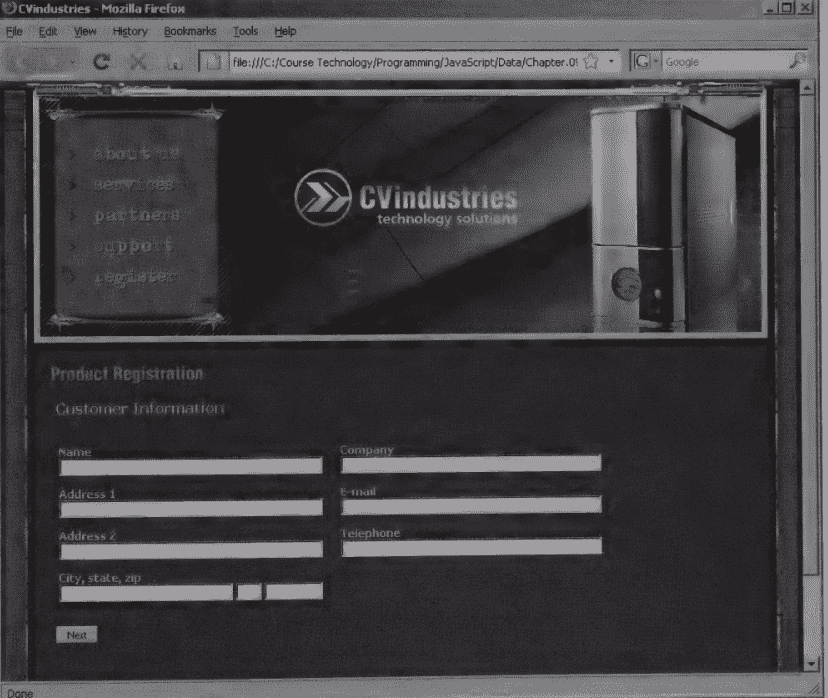 CVindustries - Mozilla Firefox
File Edit View History Bookmarks Tools Help
file:///C:/Course Technology/Programming/JavaScript/Data/Chapter.0
G Google
about us
services
partners
support
register
CVindustries
technology solutions
Product Registration
Customer Information
Name
Company
Address 1
E-mail
Address 2
Telephone
City, state, zip
Next
Done